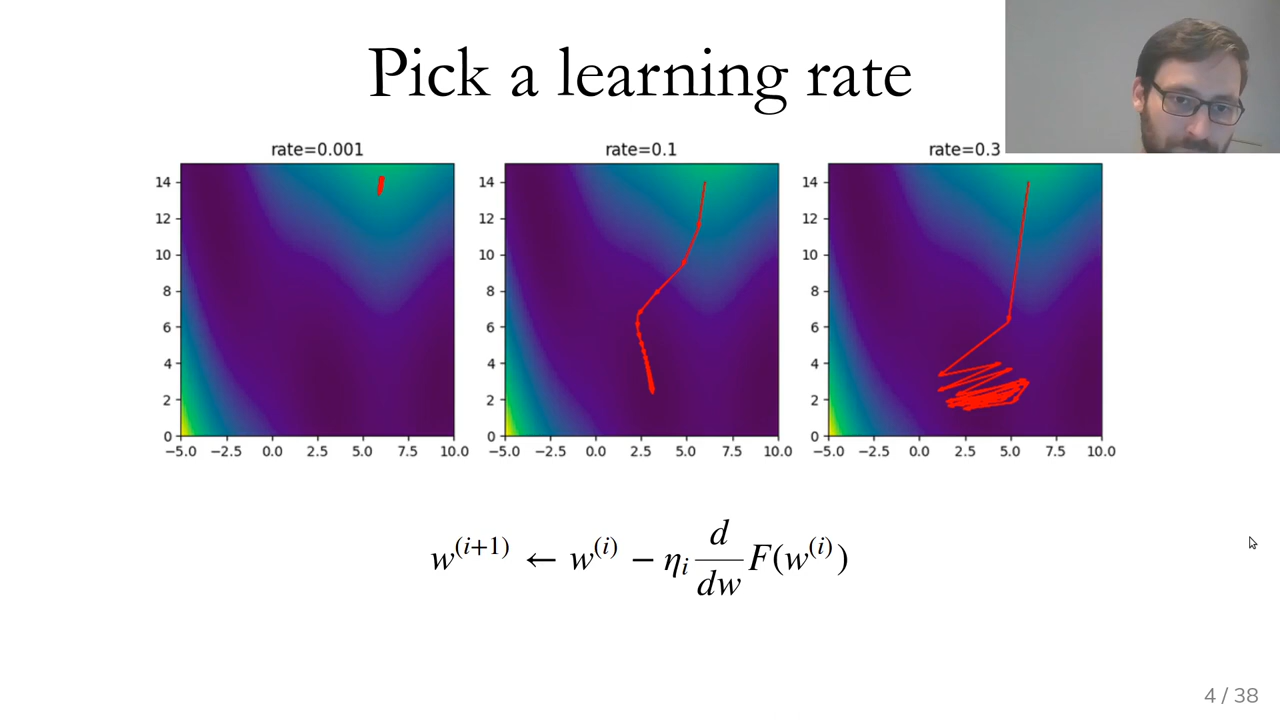 Pick a learning rate
rate=0.001
14
12
10
8
6
4
2
0
−5.0 −2.5 0.0 2.5 5.0 7.5 10.0
rate=0.1
14
12
10
8
6
4
2
0
−5.0 −2.5 0.0 2.5 5.0 7.5 10.0
rate=0.3
14
12
10
8
6
4
2
0
−5.0 −2.5 0.0 2.5 5.0 7.5 10.0
w^{(i+1)} ← w^{(i)} − η_i \frac{d}{dw} F(w^{(i)})
4 / 38